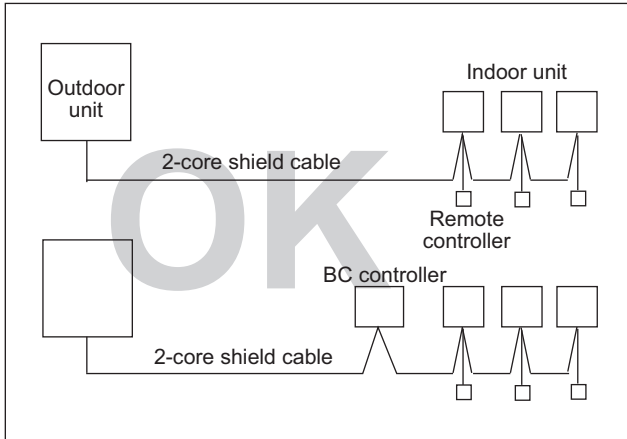 Outdoor
unit
Indoor unit
2-core shield cable
OK
Remote
controller
BC controller
2-core shield cable